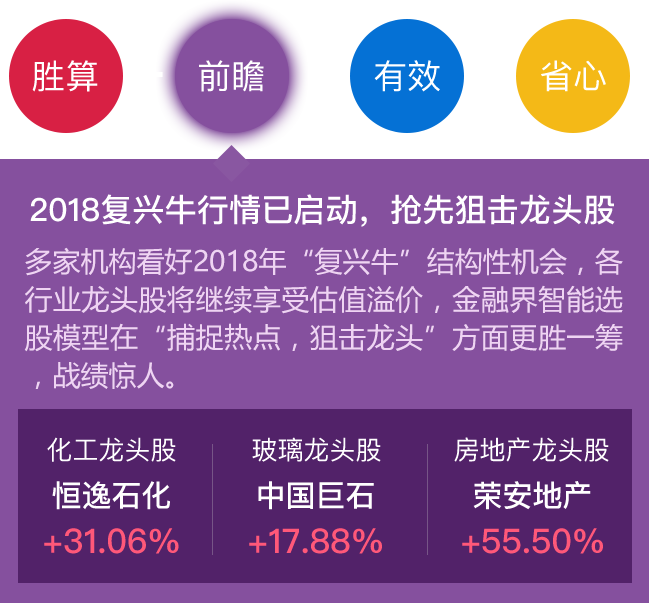 胜算 前瞻 有效 省心
2018复兴牛行情已启动，抢先狙击龙头股
多家机构看好2018年“复兴牛”结构性机会，各
行业龙头股将继续享受估值溢价，金融界智能选
股模型在“捕捉热点，狙击龙头”方面更胜一筹
，战绩惊人。
化工龙头股 玻璃龙头股 房地产龙头股
恒逸石化 中国巨石 荣安地产
+31.06% +17.88% +55.50%